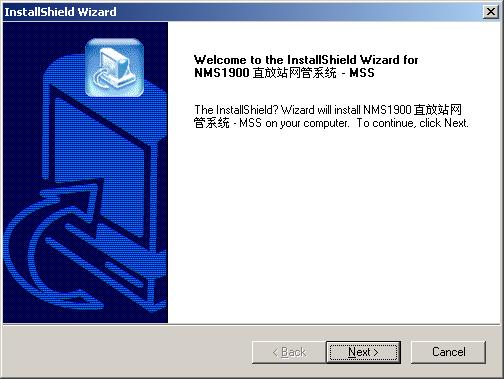 InstallShield Wizard
Welcome to the InstallShield Wizard for
NMS1900 直放站网管系统 - MSS
The InstallShield? Wizard will install NMS1900 直放站网
管系统 - MSS on your computer. To continue, click Next.
< Back
Next >
Cancel